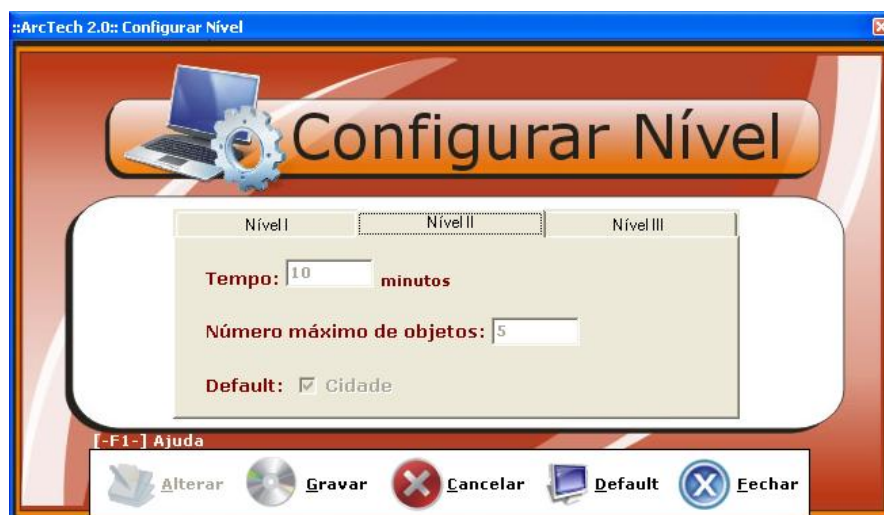 ::ArcTech 2.0:: Configurar Nível
Configurar Nível
Nível I Nível II Nível III
Tempo: 10 minutos
Número máximo de objetos: 5
Default: Cidade
[-F1-] Ajuda
Alterar Gravar Cancelar Default Fechar